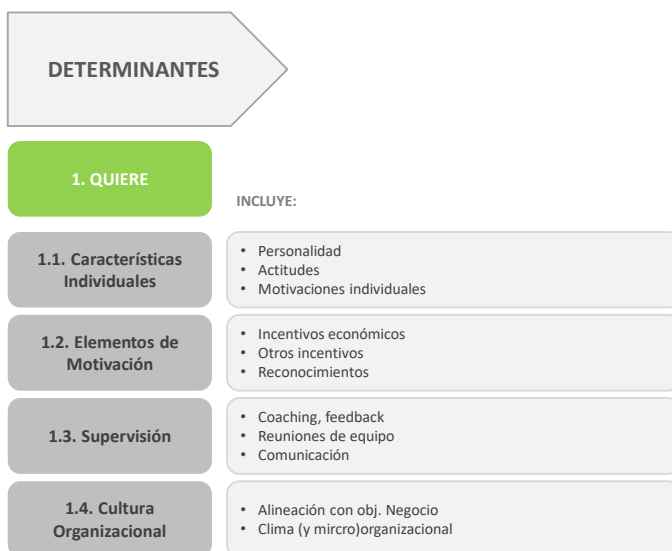 DETERMINANTES
1. QUIERE
INCLUYE:
1.1. Características
Individuales
• Personalidad
• Actitudes
• Motivaciones individuales
1.2. Elementos de
Motivación
• Incentivos económicos
• Otros incentivos
• Reconocimientos
1.3. Supervisión
• Coaching, feedback
• Reuniones de equipo
• Comunicación
1.4. Cultura
Organizacional
• Alineación con obj. Negocio
• Clima (y mircro)organizacional